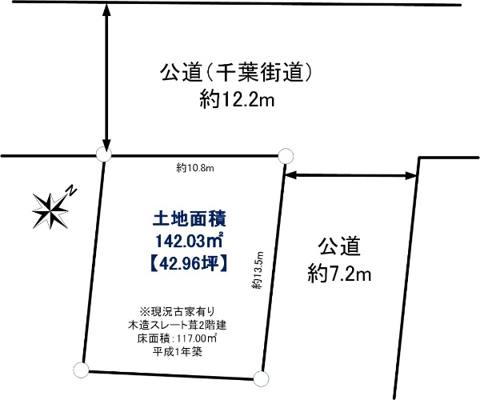 公道（千葉街道）
約12.2m
約10.8m
N
土地面積
142.03㎡
【42.96坪】
約13.5m
公道
約7.2m
※現況古家有り
木造スレート葺2階建
床面積：117.00㎡
平成1年築